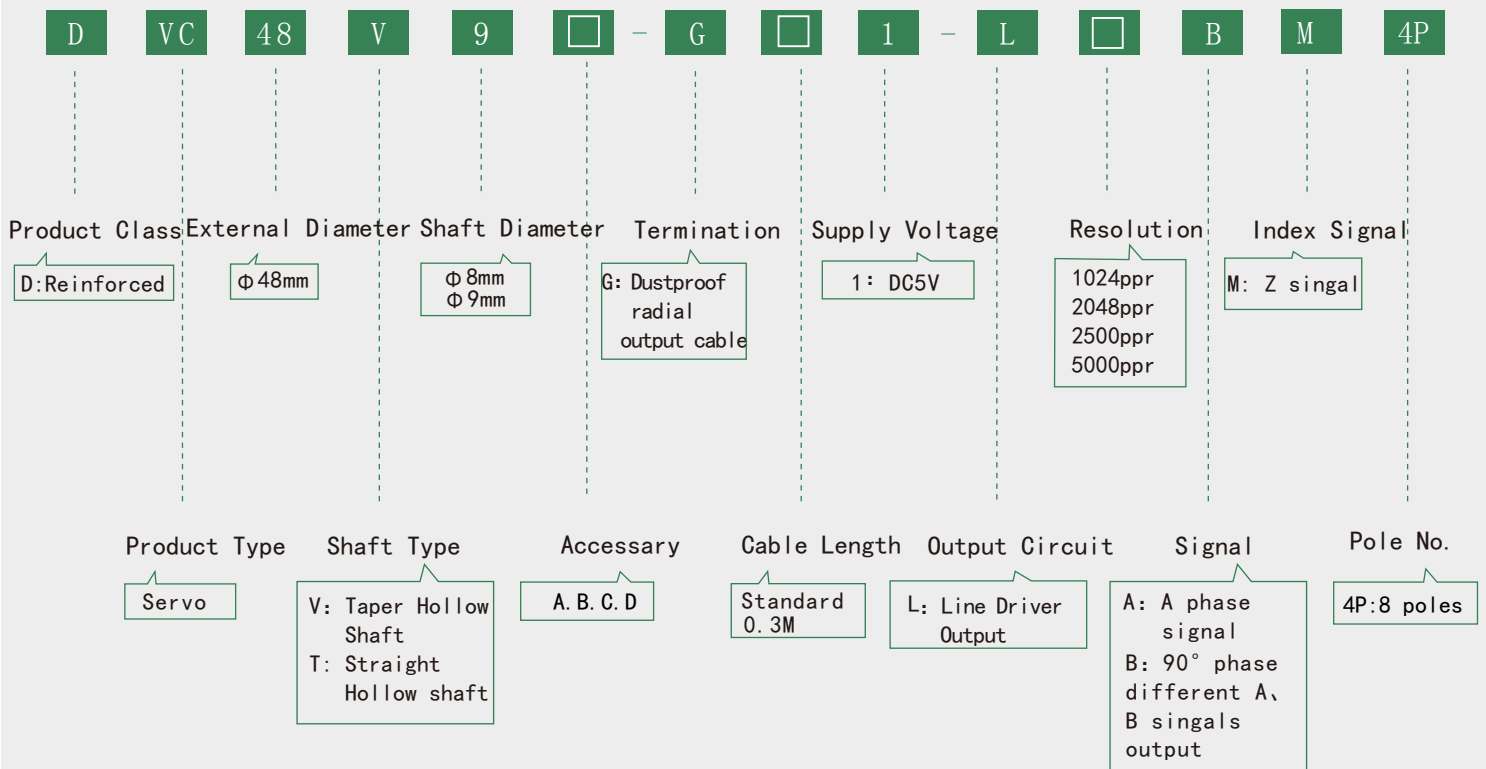 D VC 48 V 9 □ - G □ 1 - L □ B M 4P
Product Class External Diameter Shaft Diameter Termination Supply Voltage Resolution Index Signal
D:Reinforced
Φ48mm
Φ8mm
Φ9mm
G: Dustproof
radial
output cable
1: DC5V
1024ppr
2048ppr
2500ppr
5000ppr
M: Z singal
Product Type Shaft Type Accessary Cable Length Output Circuit Signal Pole No.
Servo
V: Taper Hollow
Shaft
T: Straight
Hollow shaft
A.B.C.D
Standard
0.3M
L: Line Driver
Output
A: A phase
signal
B: 90° phase
different A、
B singals
output
4P:8 poles